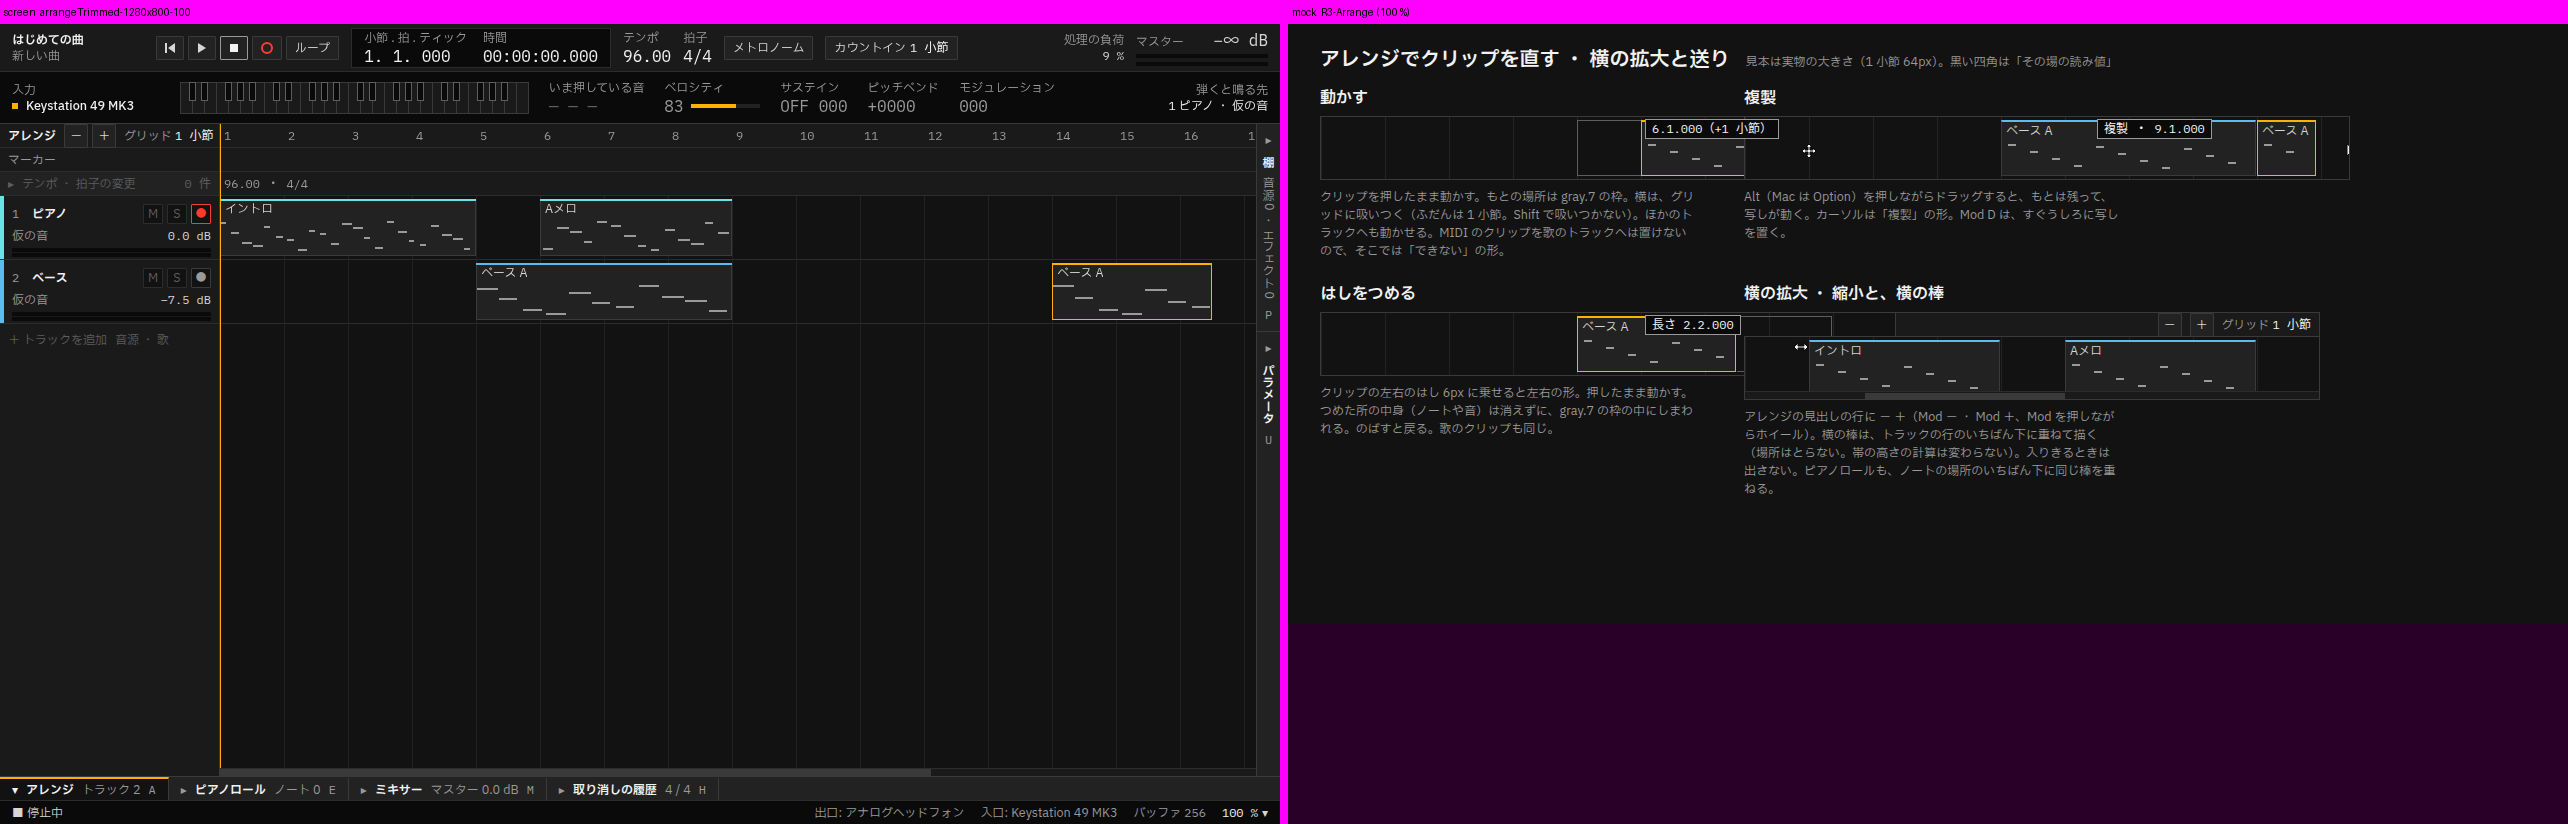 screen arrangeTrimmed-1280x800-100
はじめての曲
新しい曲
ループ
小節.拍.ティック 時間
1. 1. 000 00:00:00.000
テンポ 拍子
96.00 4/4
メトロノーム
カウントイン 1 小節
処理の負荷
9 %
マスター −∞ dB
入力
Keystation 49 MK3
いま押している音
— — —
ベロシティ
83
サステイン
OFF 000
ピッチベンド
+0000
モジュレーション
000
弾くと鳴る先
1 ピアノ ・ 仮の音
アレンジ − ＋ グリッド 1 小節
1 2 3 4 5 6 7 8 9 10 11 12 13 14 15 16 1
マーカー
▸ テンポ ・ 拍子の変更 0 件
96.00 ・ 4/4
1 ピアノ M S
仮の音 0.0 dB
イントロ
Aメロ
2 ベース M S
仮の音 −7.5 dB
ベース A
ベース A
＋トラックを追加 音源 ・ 歌
▸ 棚 音源 0 ・ エフェクト 0 P
▸ パラメータ U
▾ アレンジ トラック 2 A
▸ ピアノロール ノート 0 E
▸ ミキサー マスター 0.0 dB M
▸ 取り消しの履歴 4 / 4 H
■ 停止中
出口: アナログヘッドフォン 入口: Keystation 49 MK3 バッファ 256 100 % ▾
mock R3-Arrange (100 %)
アレンジでクリップを直す ・ 横の拡大と送り
見本は実物の大きさ（1 小節 64px）。黒い四角は「その場の読み値」
動かす
6.1.000（+1 小節）
クリップを押したまま動かす。もとの場所は gray.7 の枠。横は、グリ
ッドに吸いつく（ふだんは 1 小節。Shift で吸いつかない）。ほかのト
ラックへも動かせる。MIDI のクリップを歌のトラックへは置けない
ので、そこでは「できない」の形。
複製
ベース A
複製 ・ 9.1.000
ベース A
Alt（Mac は Option）を押しながらドラッグすると、もとは残って、
写しが動く。カーソルは「複製」の形。Mod D は、すぐうしろに写し
を置く。
はしをつめる
ベース A
長さ 2.2.000
クリップの左右のはし 6px に乗せると左右の形。押したまま動かす。
つめた所の中身（ノートや音）は消えずに、gray.7 の枠の中にしまわ
れる。のばすと戻る。歌のクリップも同じ。
横の拡大 ・ 縮小と、横の棒
− ＋ グリッド 1 小節
イントロ
Aメロ
アレンジの見出しの行に − ＋（Mod − ・ Mod ＋、Mod を押しなが
らホイール）。横の棒は、トラックの行のいちばん下に重ねて描く
（場所はとらない。帯の高さの計算は変わらない）。入りきるときは
出さない。ピアノロールも、ノートの場所のいちばん下に同じ棒を重
ねる。